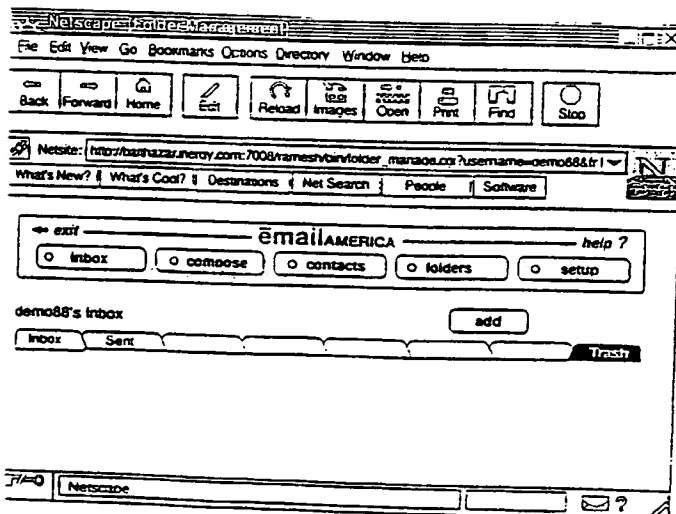 Netscape [Folder Management]
File Edit View Go Bookmarks Options Directory Window Help
Back Forward Home Edit Reload Images Open Print Find Stop
Netsite:
What's New? What's Cool? Destinations Net Search People Software
exit ēmailAMERICA help ?
inbox compose contacts folders setup
demo88's Inbox add
Inbox Sent Trash
Netscape ?